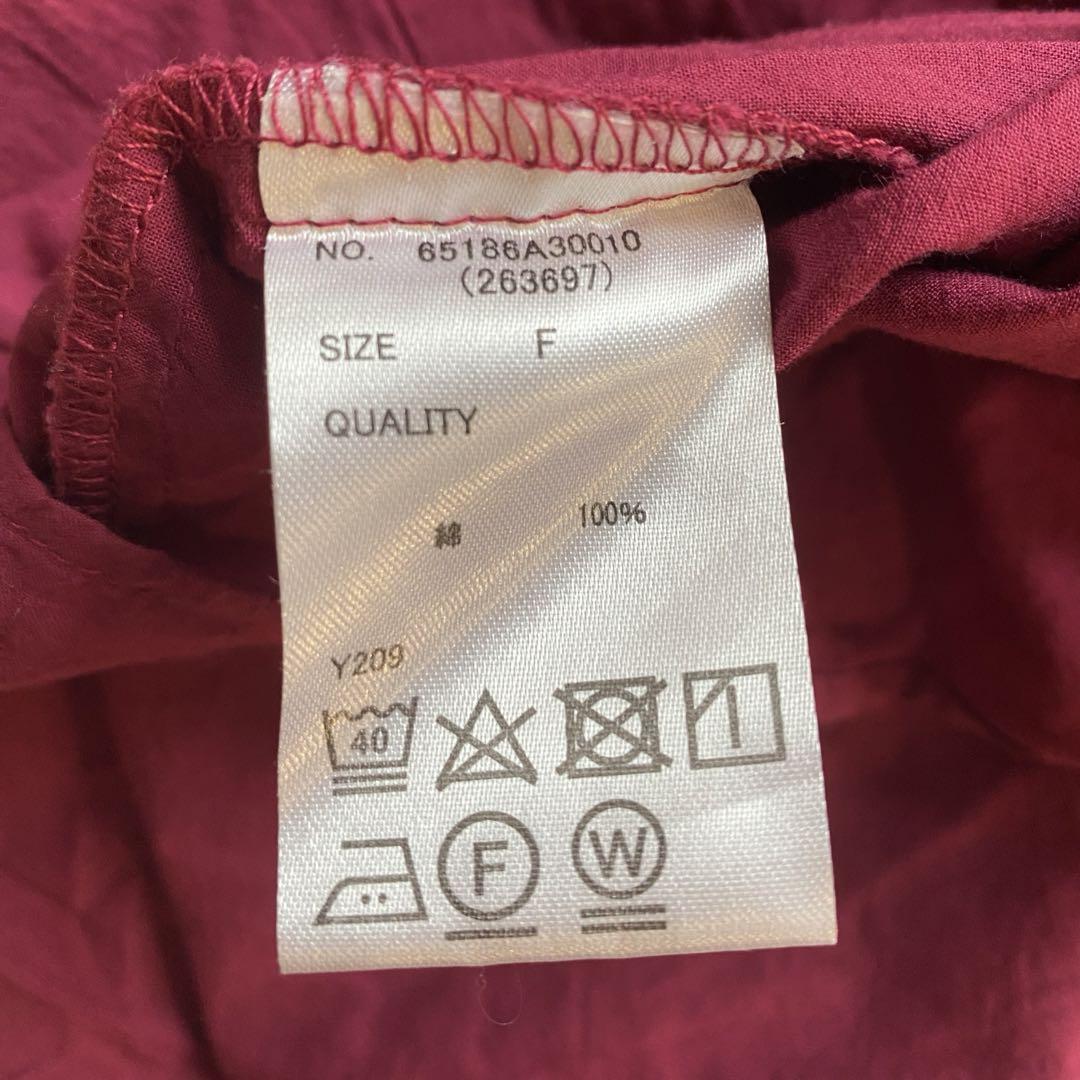 NO. 65186A30010
(263697)
SIZE F
QUALITY
綿 100%
Y209
40
F W